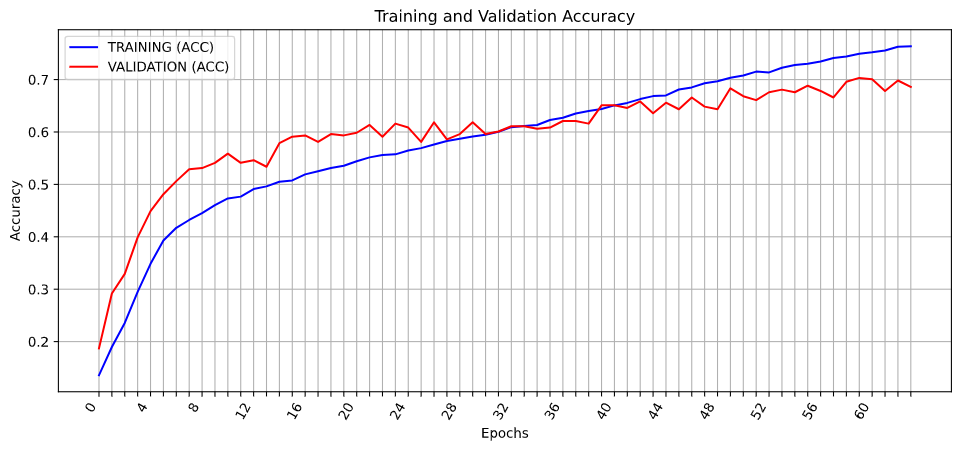 Training and Validation Accuracy
TRAINING (ACC)
VALIDATION (ACC)
0.7
0.6
0.5
0.4
0.3
0.2
Accuracy
0 4 8 12 16 20 24 28 32 36 40 44 48 52 56 60
Epochs